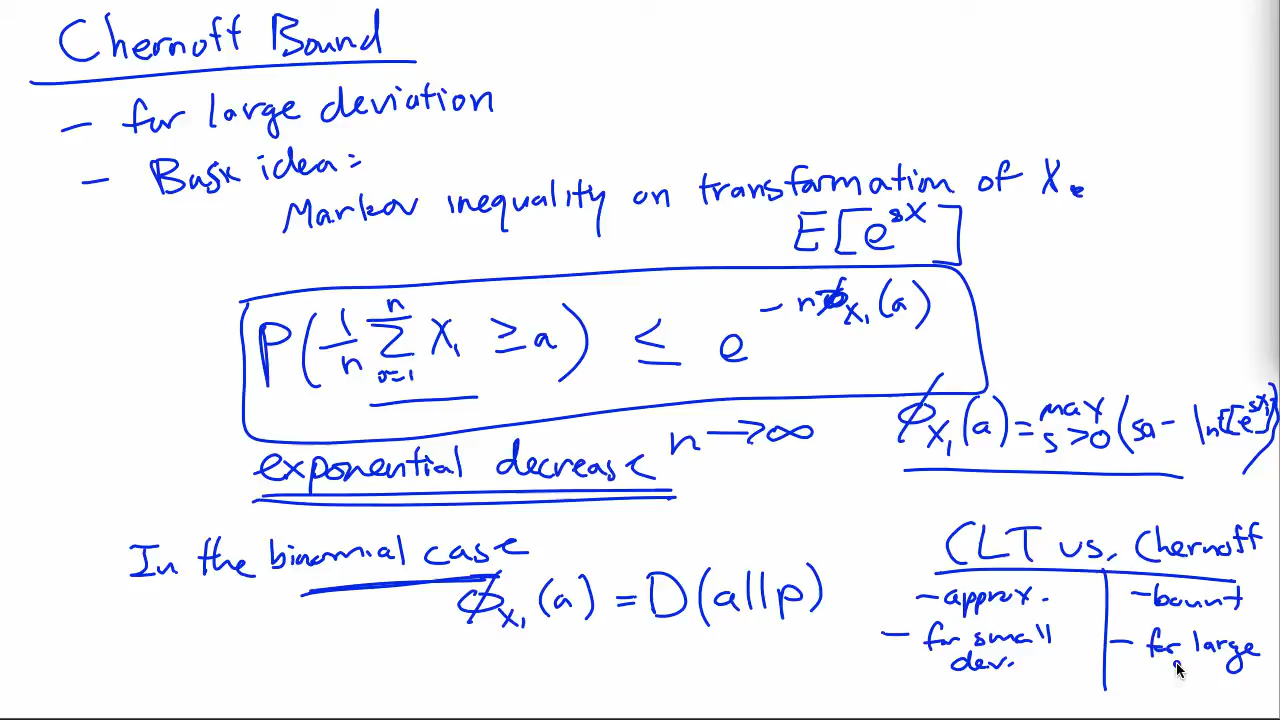 Chernoff Bound
- for large deviation
- Basic idea:
Markov inequality on transformation of X.
E[e^{sX}]
P(1/n ∑_{i=1}^{n} X_i ≥ a) ≤ e^{-nϕ_{X_1}(a)}
ϕ_{X_1}(a) = max_{s>0} (sa - ln E[e^{sX_1}])
exponential decrease n → ∞
In the binomial case
ϕ_{X_1}(a) = D(a||p)
CLT vs. Chernoff
- approx. - bount
- for small dev. - for large